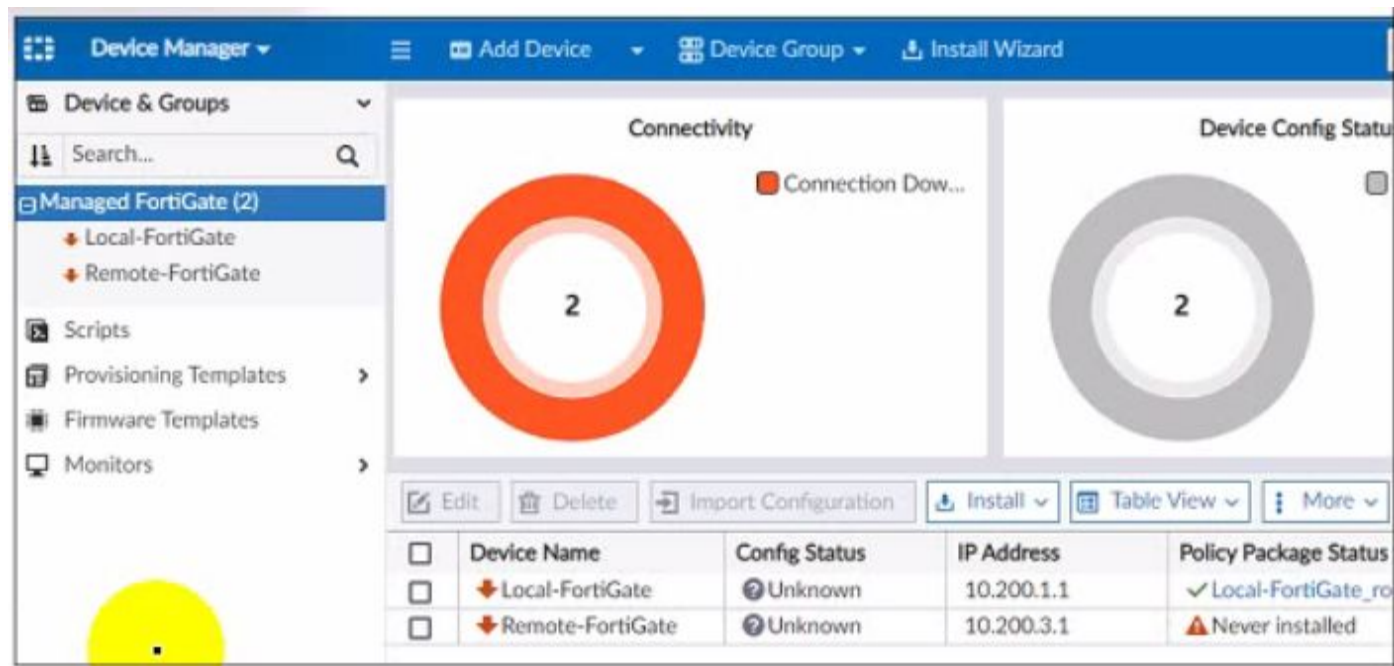 Device Manager Add Device Device Group Install Wizard
Device & Groups
Search...
Managed FortiGate (2)
Local-FortiGate
Remote-FortiGate
Scripts
Provisioning Templates
Firmware Templates
Monitors
Connectivity
Connection Dow...
2
Device Config Statu
2
Edit Delete Import Configuration Install Table View More
Device Name Config Status IP Address Policy Package Status
Local-FortiGate Unknown 10.200.1.1 Local-FortiGate_ro
Remote-FortiGate Unknown 10.200.3.1 Never installed